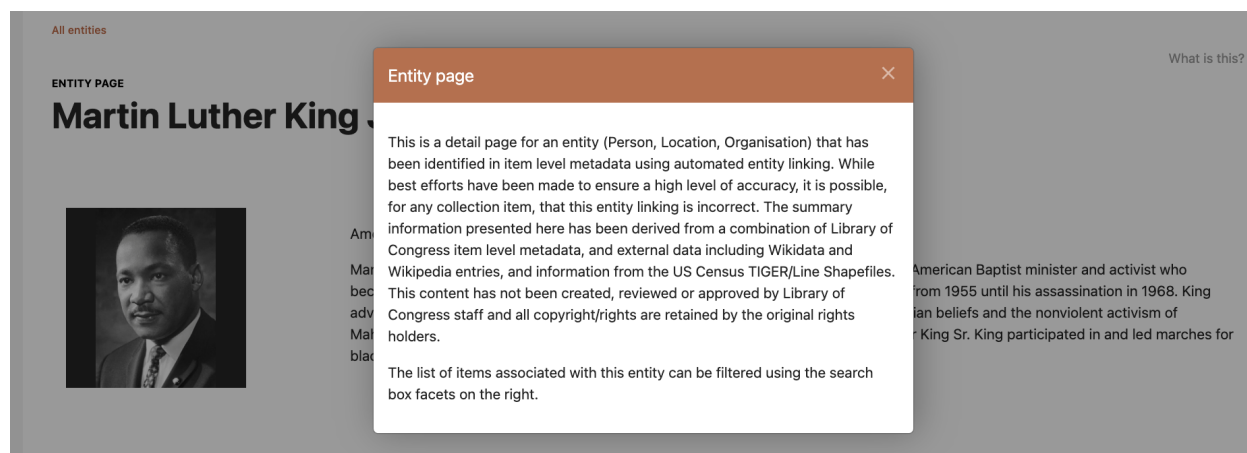 All entities
What is this?
ENTITY PAGE
Martin Luther King
Entity page
This is a detail page for an entity (Person, Location, Organisation) that has
been identified in item level metadata using automated entity linking. While
best efforts have been made to ensure a high level of accuracy, it is possible,
for any collection item, that this entity linking is incorrect. The summary
information presented here has been derived from a combination of Library of
Congress item level metadata, and external data including Wikidata and
Wikipedia entries, and information from the US Census TIGER/Line Shapefiles.
This content has not been created, reviewed or approved by Library of
Congress staff and all copyright/rights are retained by the original rights
holders.
The list of items associated with this entity can be filtered using the search
box facets on the right.
American Baptist minister and activist who
from 1955 until his assassination in 1968. King
beliefs and the nonviolent activism of
King Sr. King participated in and led marches for